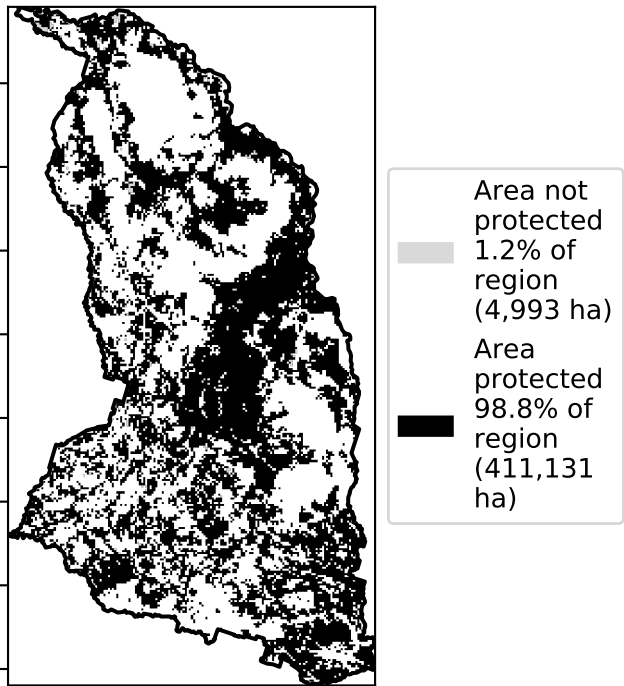 Area not
protected
1.2% of
region
(4,993 ha)
Area
protected
98.8% of
region
(411,131
ha)